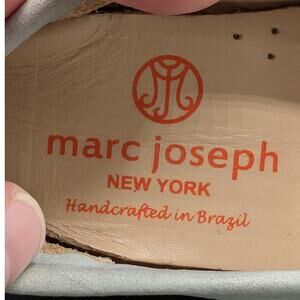 marc joseph
NEW YORK
Handcrafted in Brazil